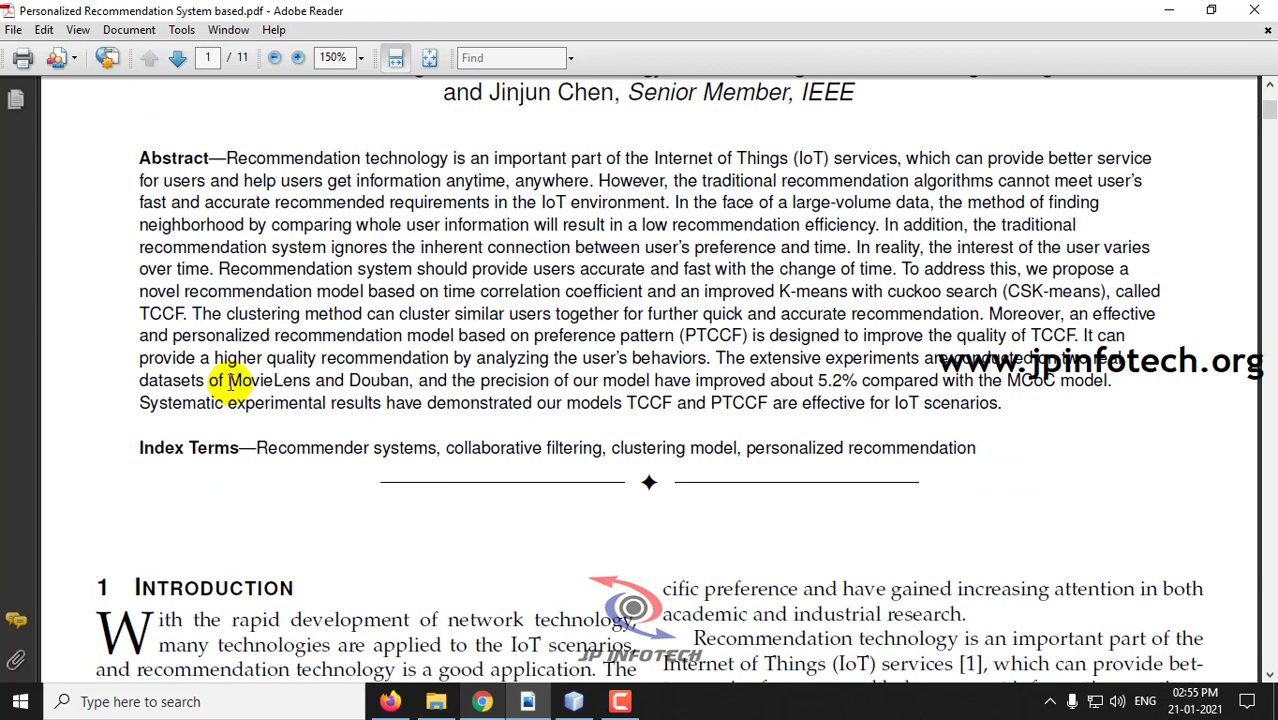 Personalized Recommendation System based.pdf - Adobe Reader
File Edit View Document Tools Window Help
1 / 11 150% Find
and Jinjun Chen, Senior Member, IEEE
Abstract—Recommendation technology is an important part of the Internet of Things (IoT) services, which can provide better service
for users and help users get information anytime, anywhere. However, the traditional recommendation algorithms cannot meet user's
fast and accurate recommended requirements in the IoT environment. In the face of a large-volume data, the method of finding
neighborhood by comparing whole user information will result in a low recommendation efficiency. In addition, the traditional
recommendation system ignores the inherent connection between user's preference and time. In reality, the interest of the user varies
over time. Recommendation system should provide users accurate and fast with the change of time. To address this, we propose a
novel recommendation model based on time correlation coefficient and an improved K-means with cuckoo search (CSK-means), called
TCCF. The clustering method can cluster similar users together for further quick and accurate recommendation. Moreover, an effective
and personalized recommendation model based on preference pattern (PTCCF) is designed to improve the quality of TCCF. It can
provide a higher quality recommendation by analyzing the user's behaviors. The extensive experiments are conducted on two real
www.jpinfotech.org
datasets of MovieLens and Douban, and the precision of our model have improved about 5.2% compared with the MCoC model.
Systematic experimental results have demonstrated our models TCCF and PTCCF are effective for IoT scenarios.
Index Terms—Recommender systems, collaborative filtering, clustering model, personalized recommendation
1 INTRODUCTION
With the rapid development of network technology,
many technologies are applied to the IoT scenarios,
and recommendation technology is a good application. The
JP INFOTECH
cific preference and have gained increasing attention in both
academic and industrial research.
Recommendation technology is an important part of the
Internet of Things (IoT) services [1], which can provide bet-
Type here to search
ENG
02:55 PM
21-01-2021